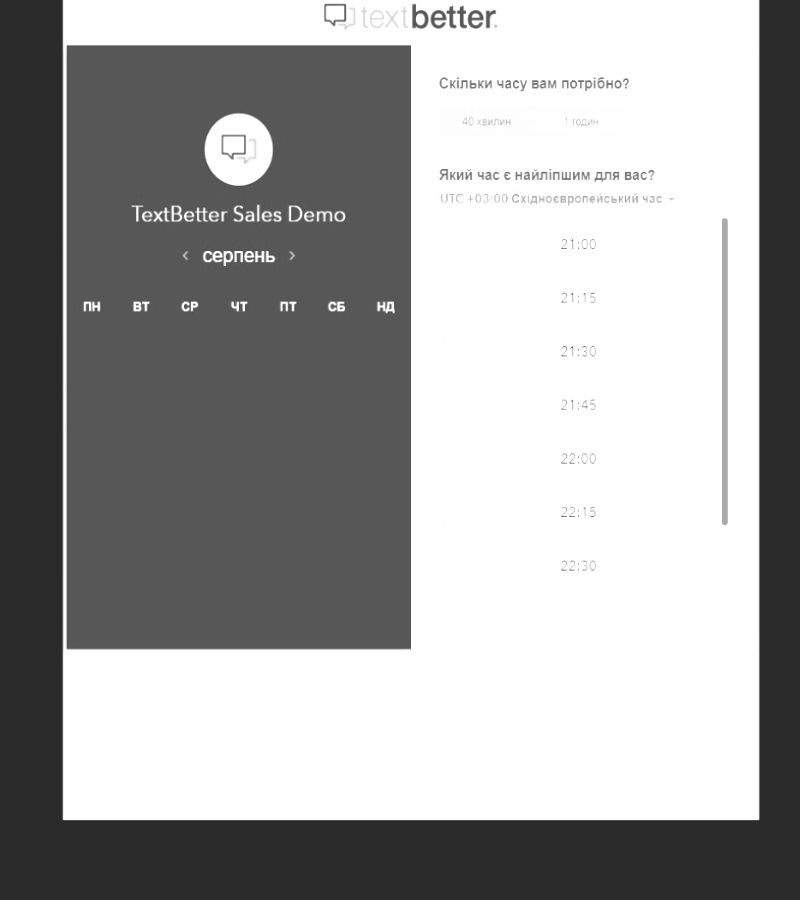 textbetter.
TextBetter Sales Demo
‹ серпень ›
ПН ВТ СР ЧТ ПТ СБ НД
Скільки часу вам потрібно?
40 хвилин 1 годин
Який час є найліпшим для вас?
UTC +03:00 Східноєвропейський час
21:00
21:15
21:30
21:45
22:00
22:15
22:30